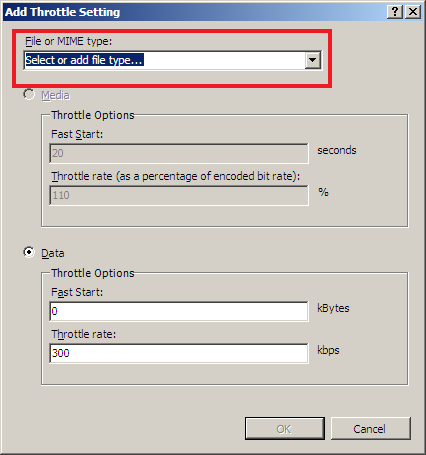 Add Throttle Setting
File or MIME type:
Select or add file type...
Media
Throttle Options
Fast Start:
20
seconds
Throttle rate (as a percentage of encoded bit rate):
110
%
Data
Throttle Options
Fast Start:
0
kBytes
Throttle rate:
300
kbps
OK
Cancel